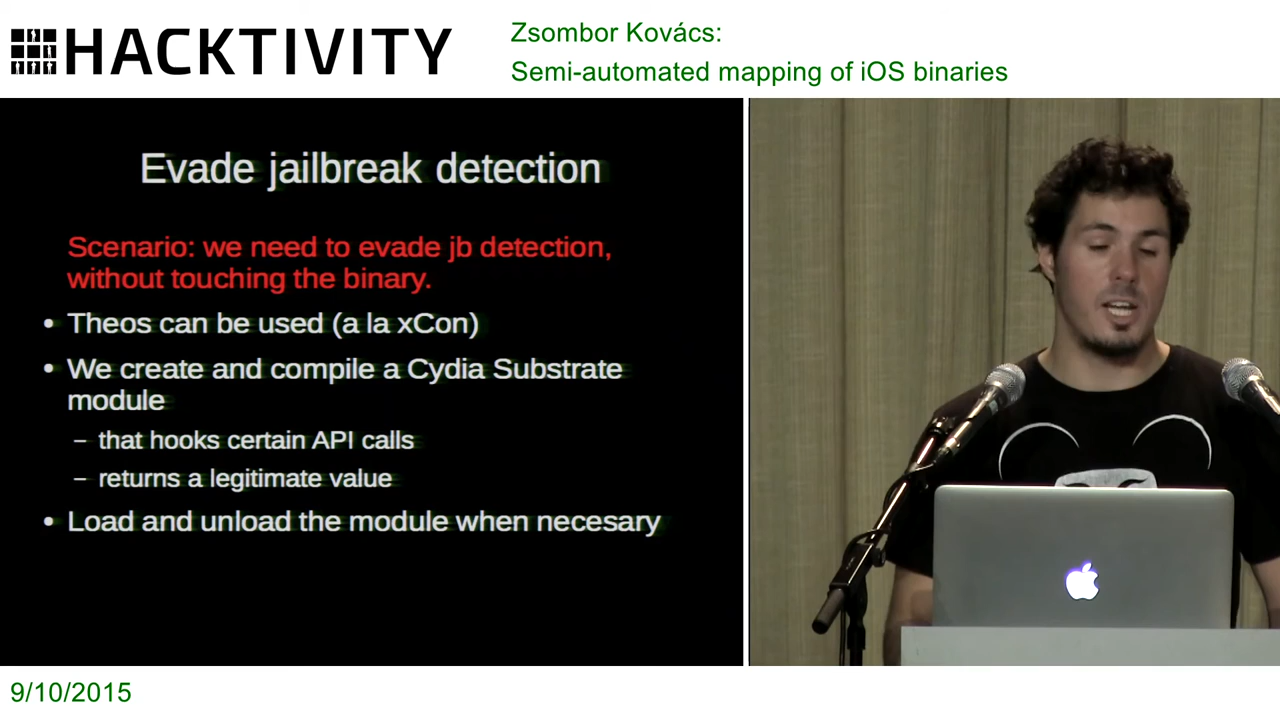 HACKTIVITY
Zsombor Kovács:
Semi-automated mapping of iOS binaries
Evade jailbreak detection
Scenario: we need to evade jb detection,
without touching the binary.
• Theos can be used (a la xCon)
• We create and compile a Cydia Substrate
module
– that hooks certain API calls
– returns a legitimate value
• Load and unload the module when necesary
9/10/2015